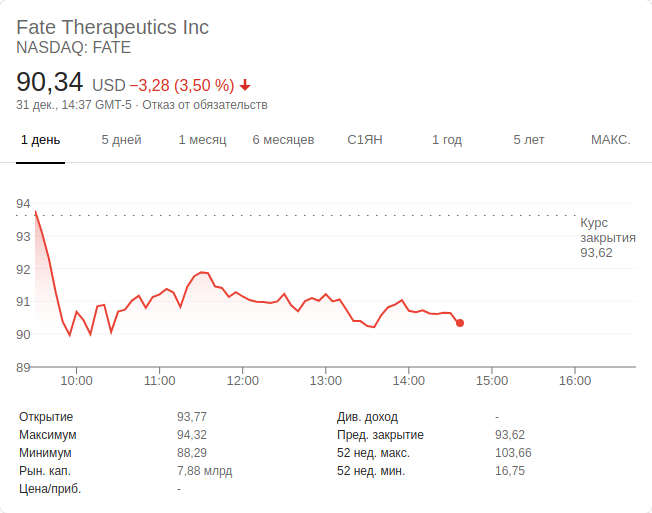 Fate Therapeutics Inc
NASDAQ: FATE
90,34 USD −3,28 (3,50 %)
31 дек., 14:37 GMT-5 · Отказ от обязательств
1 день 5 дней 1 месяц 6 месяцев С1ЯН 1 год 5 лет МАКС.
94
93
92
91
90
89
Курс
закрытия
93,62
10:00 11:00 12:00 13:00 14:00 15:00 16:00
Открытие 93,77 Див. доход -
Максимум 94,32 Пред. закрытие 93,62
Минимум 88,29 52 нед. макс. 103,66
Рын. кап. 7,88 млрд 52 нед. мин. 16,75
Цена/приб. -